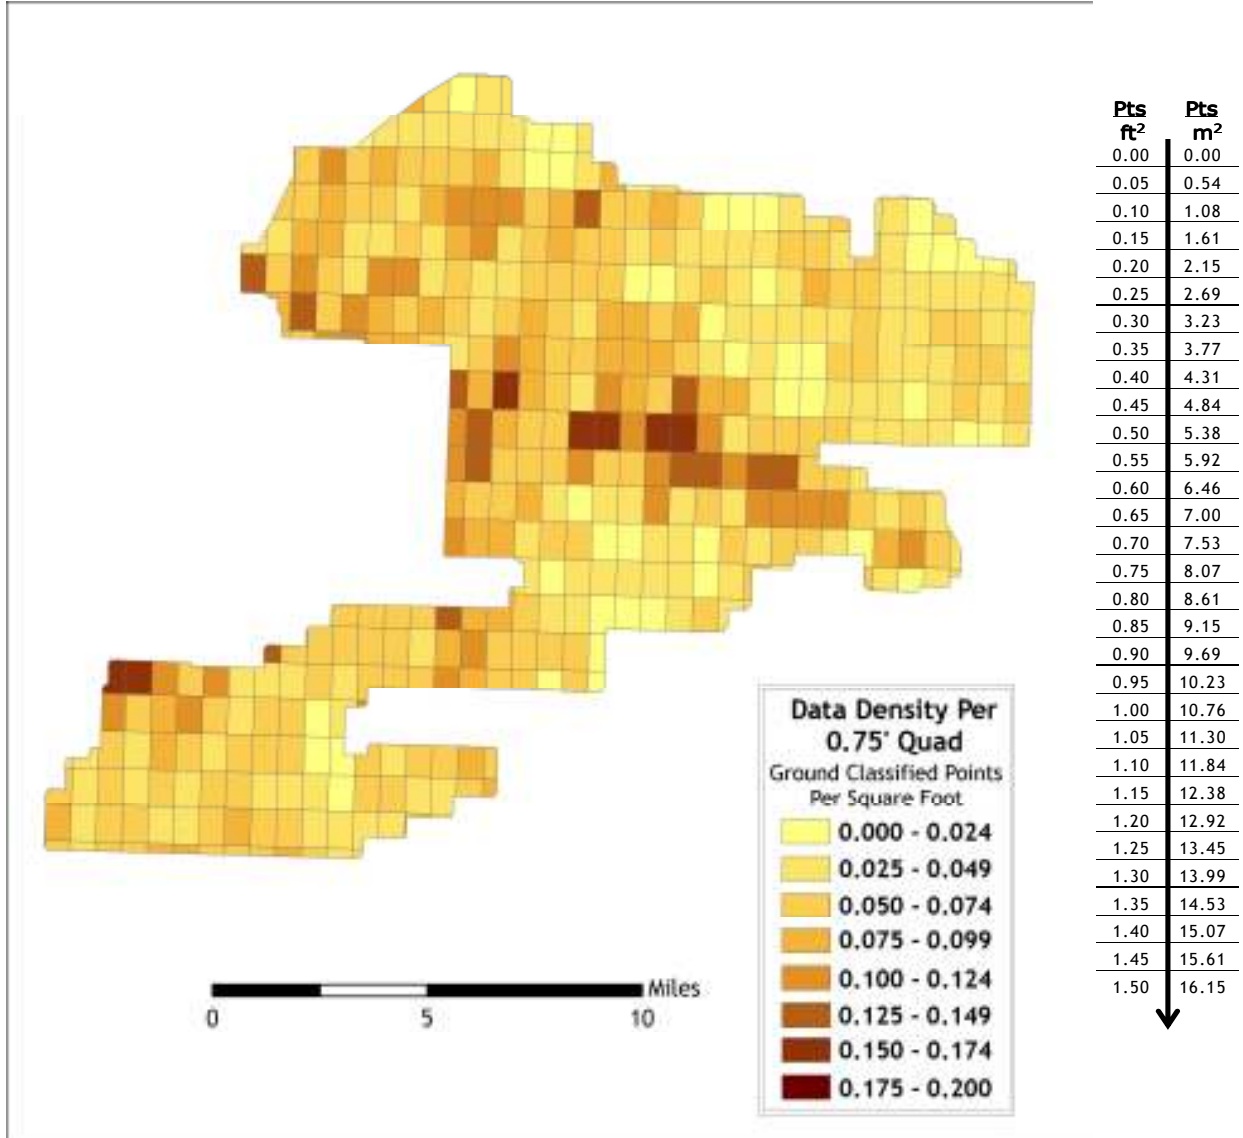 Pts Pts
ft² m²
0.00 0.00
0.05 0.54
0.10 1.08
0.15 1.61
0.20 2.15
0.25 2.69
0.30 3.23
0.35 3.77
0.40 4.31
0.45 4.84
0.50 5.38
0.55 5.92
0.60 6.46
0.65 7.00
0.70 7.53
0.75 8.07
0.80 8.61
0.85 9.15
0.90 9.69
0.95 10.23
1.00 10.76
1.05 11.30
1.10 11.84
1.15 12.38
1.20 12.92
1.25 13.45
1.30 13.99
1.35 14.53
1.40 15.07
1.45 15.61
1.50 16.15
Data Density Per
0.75' Quad
Ground Classified Points
Per Square Foot
0.000 - 0.024
0.025 - 0.049
0.050 - 0.074
0.075 - 0.099
0.100 - 0.124
0.125 - 0.149
0.150 - 0.174
0.175 - 0.200
Miles
0 5 10